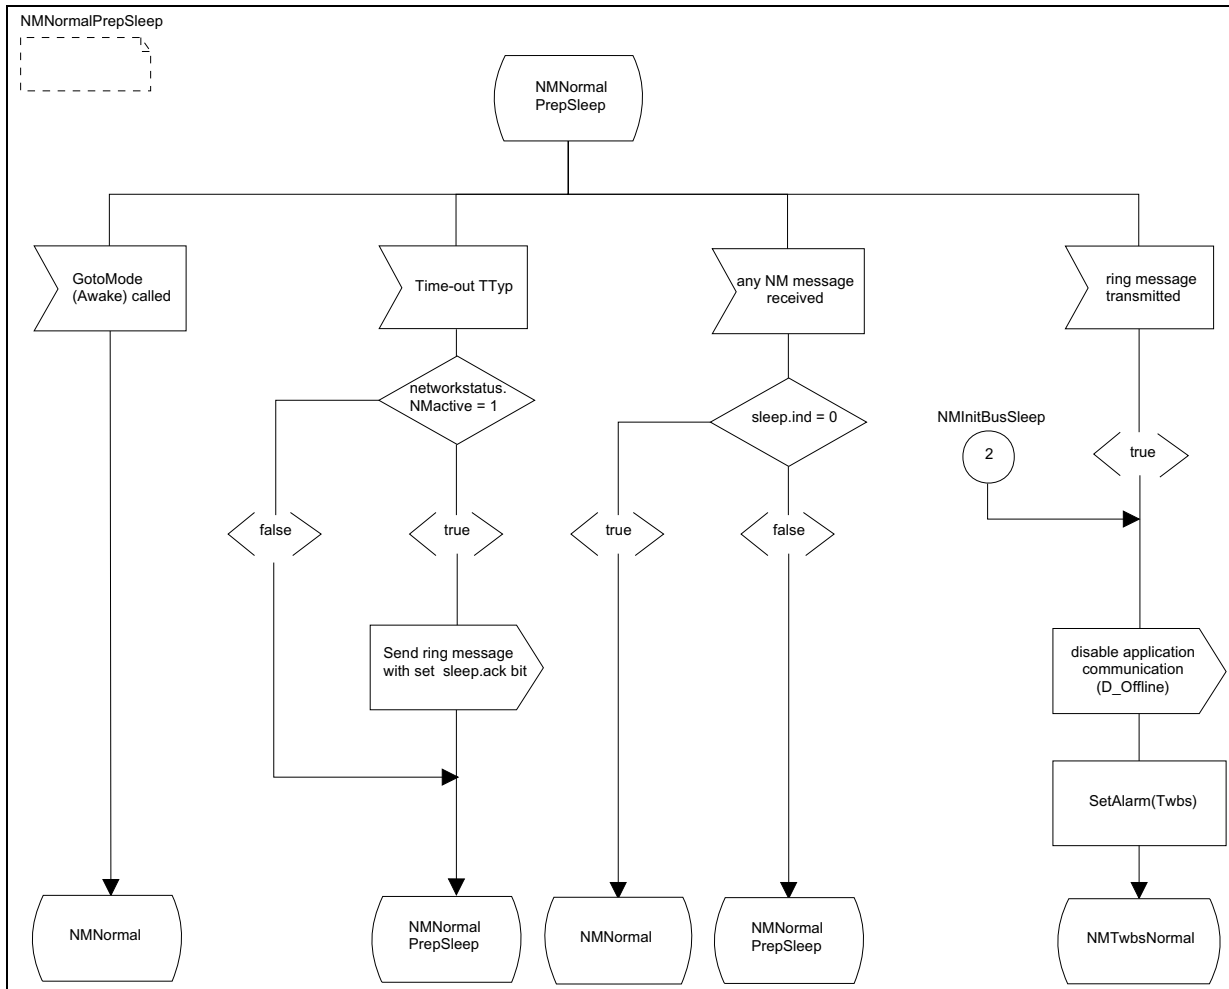 NMNormalPrepSleep
NMNormal
PrepSleep
GotoMode
(Awake) called
Time-out TTyp
any NM message
received
ring message
transmitted
networkstatus.
NMactive = 1
sleep.ind = 0
NMInitBusSleep
2
true
false
true
true
false
Send ring message
with set sleep.ack bit
disable application
communication
(D_Offline)
SetAlarm(Twbs)
NMNormal
NMNormal
PrepSleep
NMNormal
NMNormal
PrepSleep
NMTwbsNormal